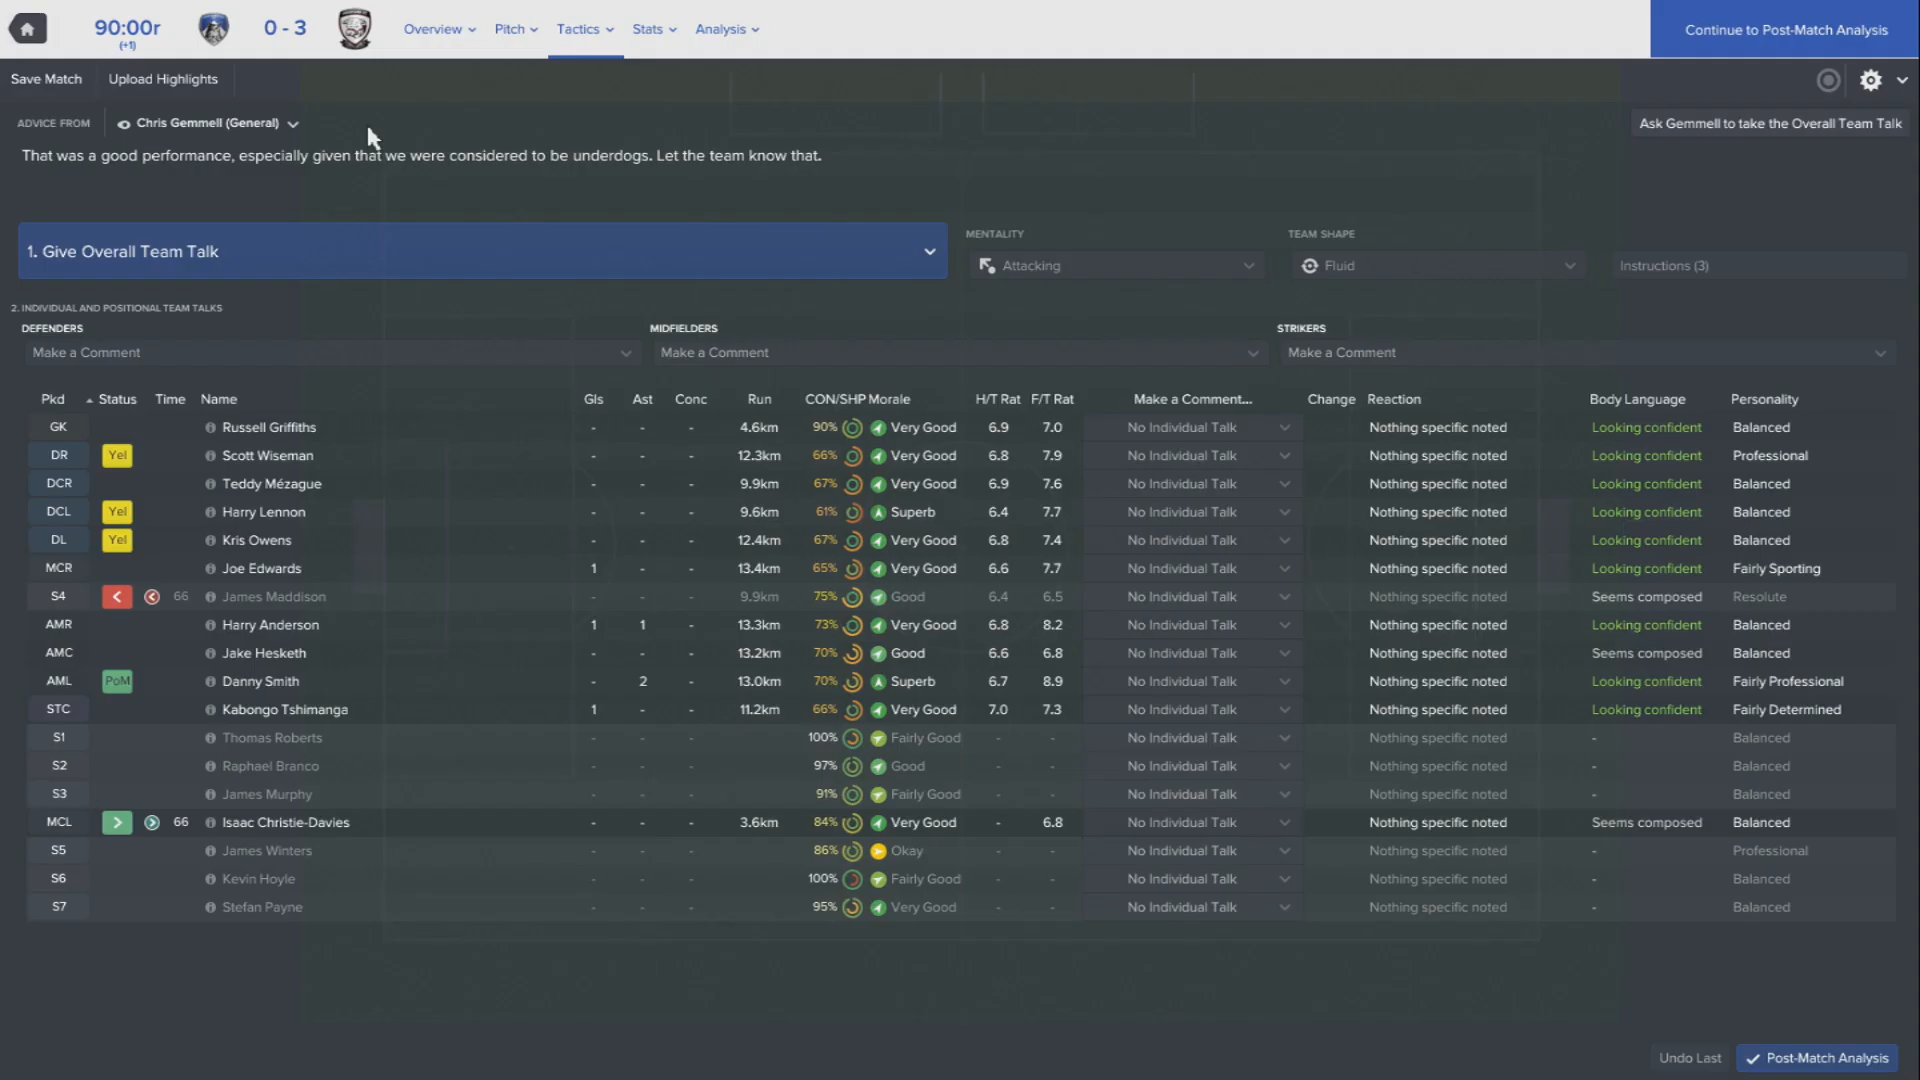 90:00r
(+1)
0 - 3
Overview
Pitch
Tactics
Stats
Analysis
Continue to Post-Match Analysis
Save Match
Upload Highlights
ADVICE FROM
Chris Gemmell (General)
Ask Gemmell to take the Overall Team Talk
That was a good performance, especially given that we were considered to be underdogs. Let the team know that.
1. Give Overall Team Talk
MENTALITY
Attacking
TEAM SHAPE
Fluid
Instructions (3)
2. INDIVIDUAL AND POSITIONAL TEAM TALKS
DEFENDERS MIDFIELDERS STRIKERS
Make a Comment Make a Comment Make a Comment
Pkd Status Time Name Gls Ast Conc Run CON/SHP Morale H/T Rat F/T Rat Make a Comment... Change Reaction Body Language Personality
GK Russell Griffiths - - - 4.6km 90% Very Good 6.9 7.0 No Individual Talk Nothing specific noted Looking confident Balanced
DR Yel Scott Wiseman - - - 12.3km 66% Very Good 6.8 7.9 No Individual Talk Nothing specific noted Looking confident Professional
DCR Teddy Mézague - - - 9.9km 67% Very Good 6.9 7.6 No Individual Talk Nothing specific noted Looking confident Balanced
DCL Yel Harry Lennon - - - 9.6km 61% Superb 6.4 7.7 No Individual Talk Nothing specific noted Looking confident Balanced
DL Yel Kris Owens - - - 12.4km 67% Very Good 6.8 7.4 No Individual Talk Nothing specific noted Looking confident Balanced
MCR Joe Edwards 1 - - 13.4km 65% Very Good 6.6 7.7 No Individual Talk Nothing specific noted Looking confident Fairly Sporting
S4 66 James Maddison - - - 9.9km 75% Good 6.4 6.5 No Individual Talk Nothing specific noted Seems composed Resolute
AMR Harry Anderson 1 1 - 13.3km 73% Very Good 6.8 8.2 No Individual Talk Nothing specific noted Looking confident Balanced
AMC Jake Hesketh - - - 13.2km 70% Good 6.6 6.8 No Individual Talk Nothing specific noted Seems composed Balanced
AML PoM Danny Smith - 2 - 13.0km 70% Superb 6.7 8.9 No Individual Talk Nothing specific noted Looking confident Fairly Professional
STC Kabongo Tshimanga 1 - - 11.2km 66% Very Good 7.0 7.3 No Individual Talk Nothing specific noted Looking confident Fairly Determined
S1 Thomas Roberts - - - 100% Fairly Good - - No Individual Talk Nothing specific noted - Balanced
S2 Raphael Branco - - - 97% Good - - No Individual Talk Nothing specific noted - Balanced
S3 James Murphy - - - 91% Fairly Good - - No Individual Talk Nothing specific noted - Balanced
MCL 66 Isaac Christie-Davies - - - 3.6km 84% Very Good - 6.8 No Individual Talk Nothing specific noted Seems composed Balanced
S5 James Winters - - - 86% Okay - - No Individual Talk Nothing specific noted - Professional
S6 Kevin Hoyle - - - 100% Fairly Good - - No Individual Talk Nothing specific noted - Balanced
S7 Stefan Payne - - - 95% Very Good - - No Individual Talk Nothing specific noted - Balanced
Undo Last
Post-Match Analysis